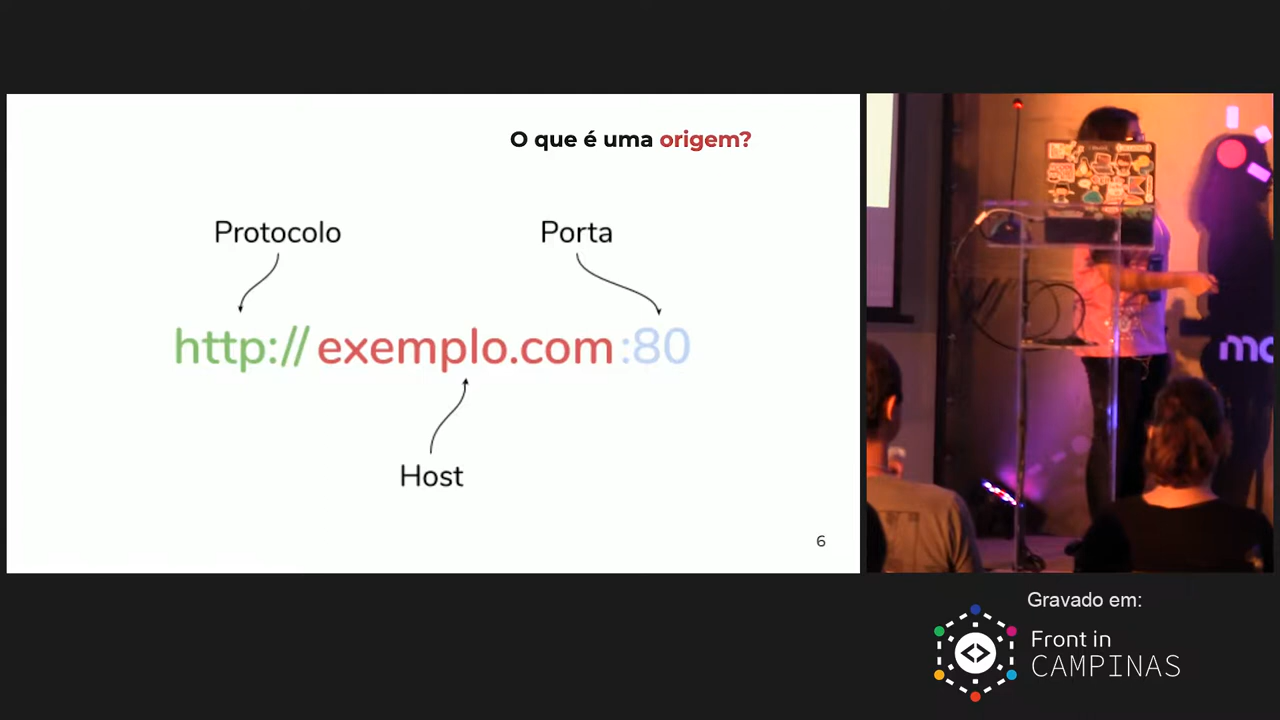 O que é uma origem?
Protocolo
Porta
http://exemplo.com:80
Host
6
Gravado em:
Front in
CAMPINAS